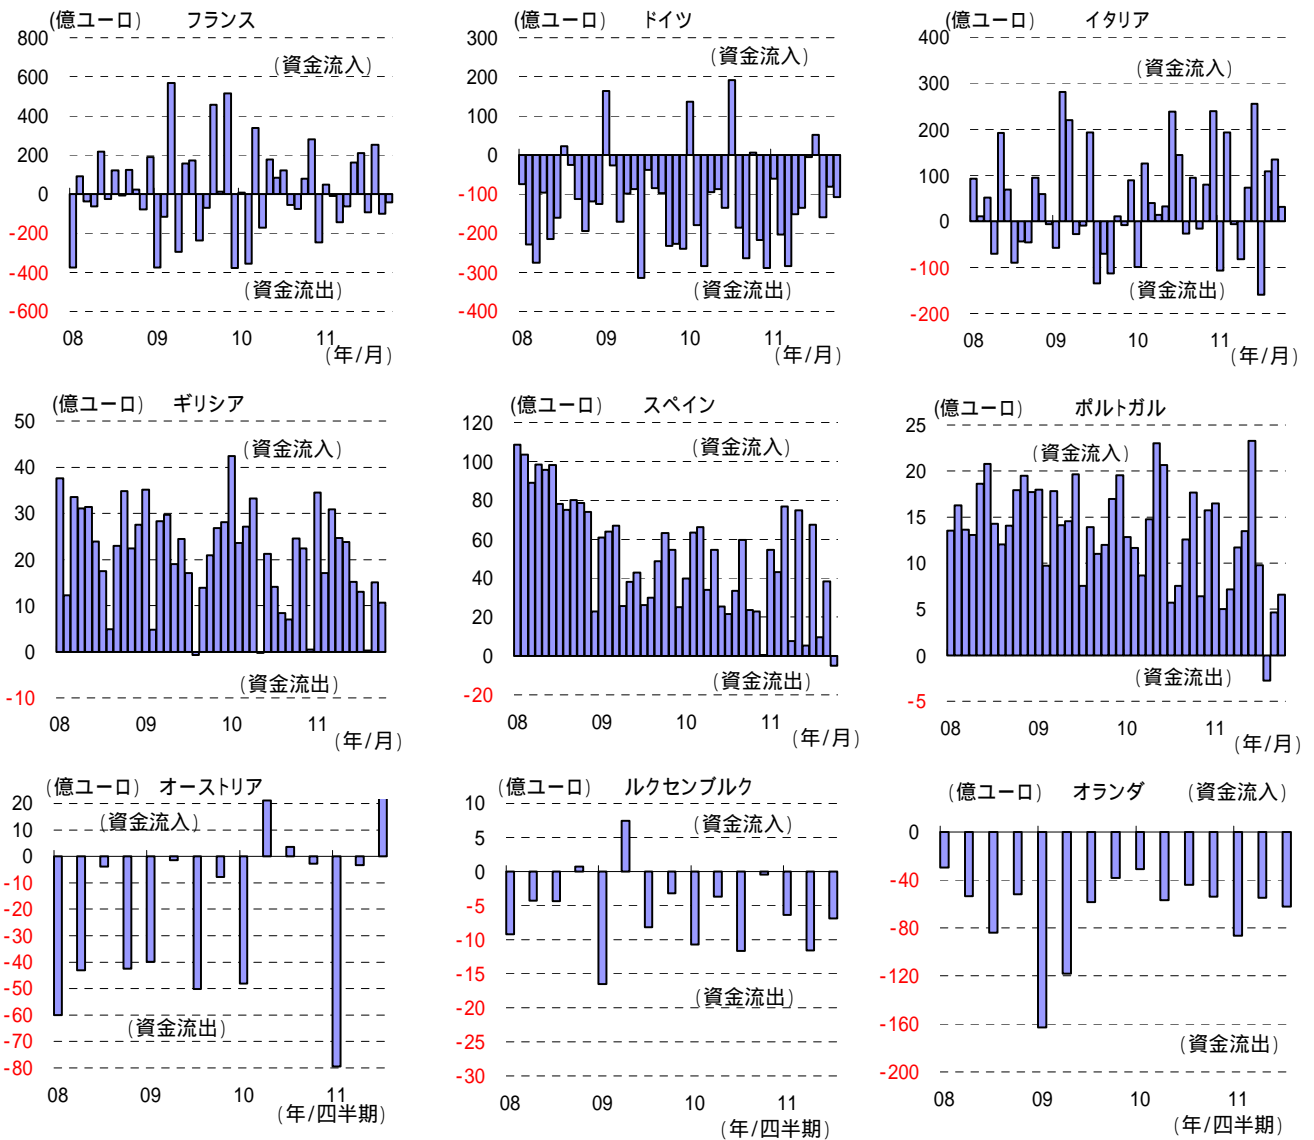 (億ユーロ) フランス
800
(資金流入)
600
400
200
0
-200
-400
(資金流出)
-600
08 09 10 11
(年/月)
(億ユーロ) ドイツ
300
(資金流入)
200
100
0
-100
-200
-300
(資金流出)
-400
08 09 10 11
(年/月)
(億ユーロ) イタリア
400
(資金流入)
300
200
100
0
-100
(資金流出)
-200
08 09 10 11
(年/月)
(億ユーロ) ギリシア
50
(資金流入)
40
30
20
10
0
(資金流出)
-10
08 09 10 11
(年/月)
(億ユーロ) スペイン
120
(資金流入)
100
80
60
40
20
0
(資金流出)
-20
08 09 10 11
(年/月)
(億ユーロ) ポルトガル
25
(資金流入)
20
15
10
5
0
(資金流出)
-5
08 09 10 11
(年/月)
(億ユーロ) オーストリア
20
(資金流入)
10
0
-10
-20
-30
-40
-50
-60
(資金流出)
-70
-80
08 09 10 11
(年/四半期)
(億ユーロ) ルクセンブルク
10
(資金流入)
5
0
-5
-10
-15
(資金流出)
-20
-25
-30
08 09 10 11
(年/四半期)
(億ユーロ) オランダ (資金流入)
0
-40
-80
-120
-160
(資金流出)
-200
08 09 10 11
(年/四半期)